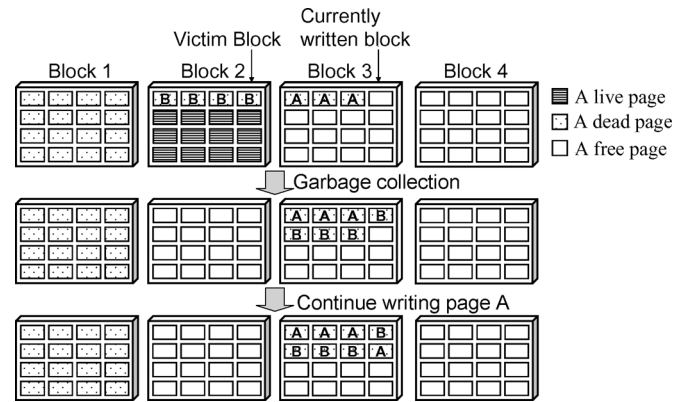 Currently
Victim Block written block
Block 1 Block 2 Block 3 Block 4
B B B B A A A
A live page
A dead page
A free page
Garbage collection
A A A B
B B B
Continue writing page A
A A A B
B B B A